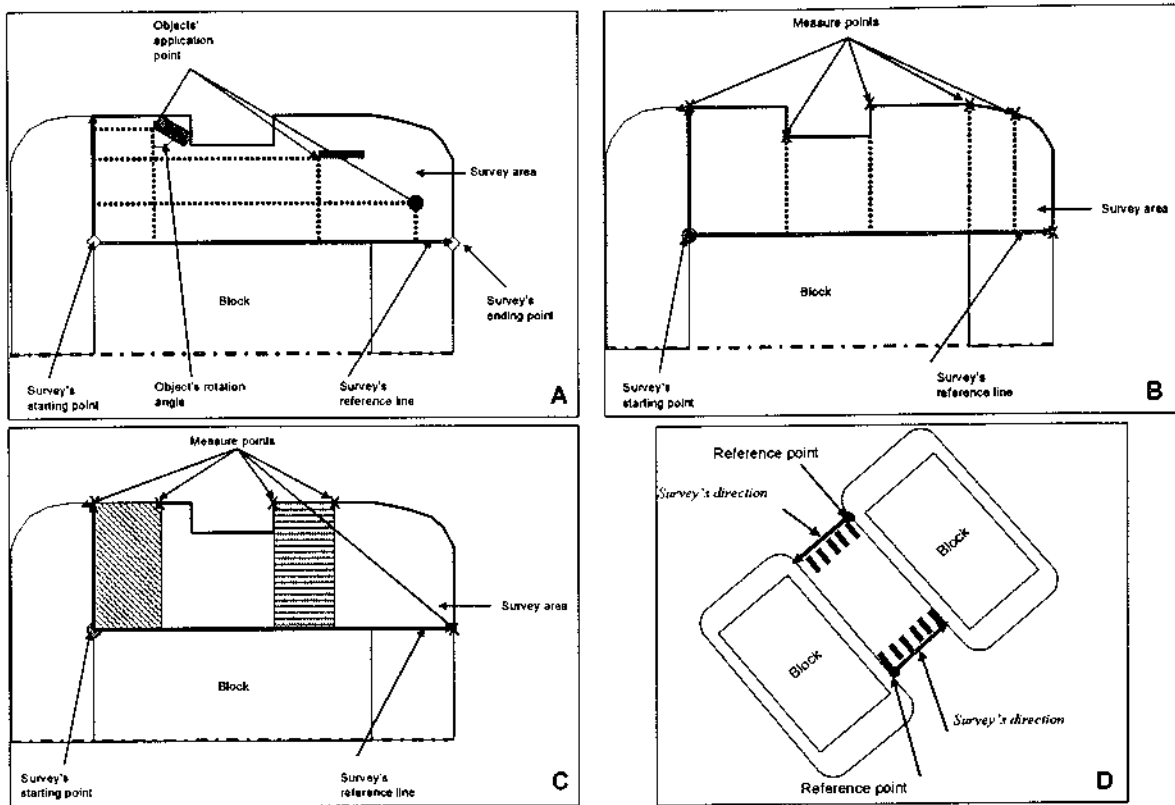 Objects'
application
point
Survey area
Block
Survey's
ending point
Survey's
starting point
Object's rotation
angle
Survey's
reference line
A
Measure points
Survey area
Block
Survey's
starting point
Survey's
reference line
B
Measure points
Survey area
Block
Survey's
starting point
Survey's
reference line
C
Reference point
Survey's direction
Block
Block
Survey's direction
Reference point
D